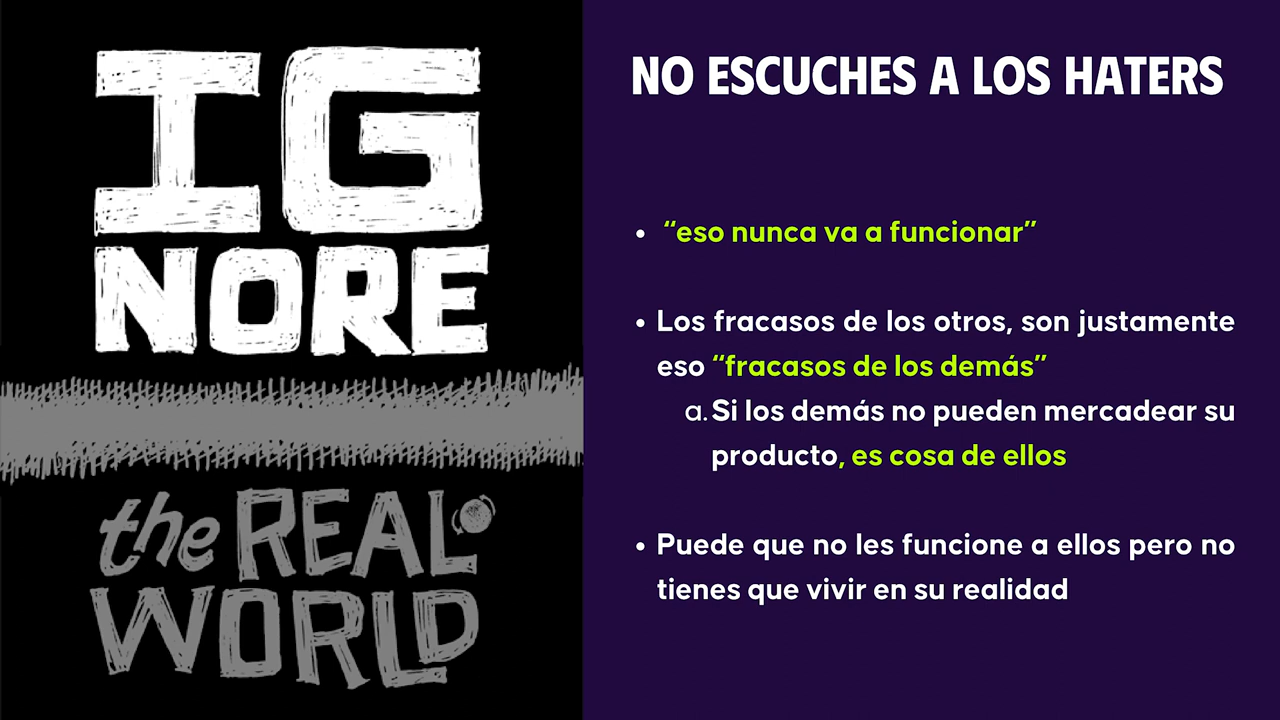 IG
NORE
the REAL
WORLD
NO ESCUCHES A LOS HATERS
• “eso nunca va a funcionar”
• Los fracasos de los otros, son justamente
eso “fracasos de los demás”
a. Si los demás no pueden mercadear su
producto, es cosa de ellos
• Puede que no les funcione a ellos pero no
tienes que vivir en su realidad